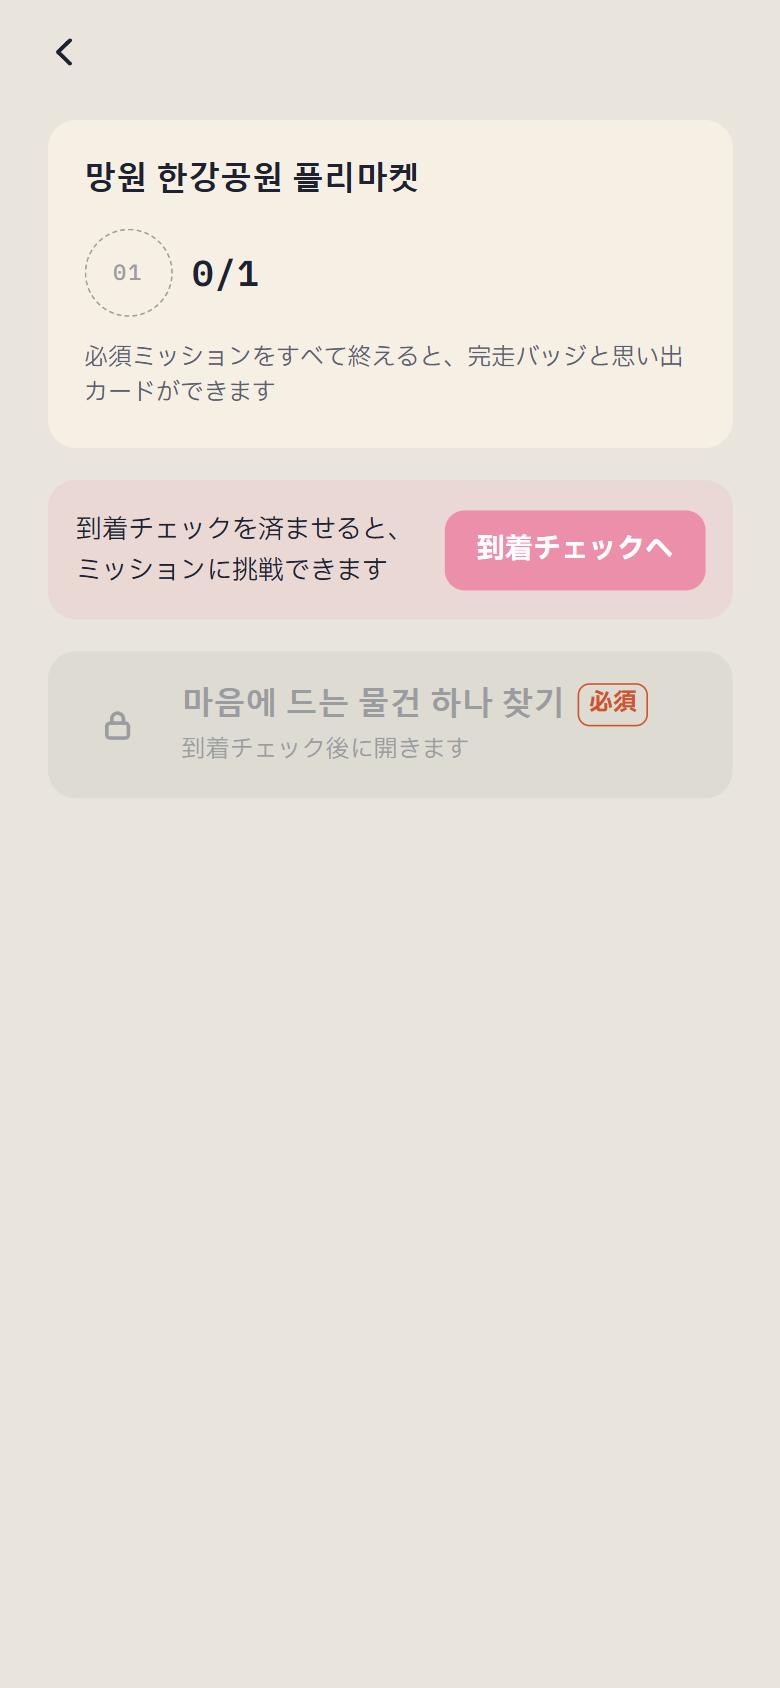 망원 한강공원 플리마켓
01 0/1
必須ミッションをすべて終えると、完走バッジと思い出
カードができます
到着チェックを済ませると、
ミッションに挑戦できます
到着チェックへ
마음에 드는 물건 하나 찾기 必須
到着チェック後に開きます